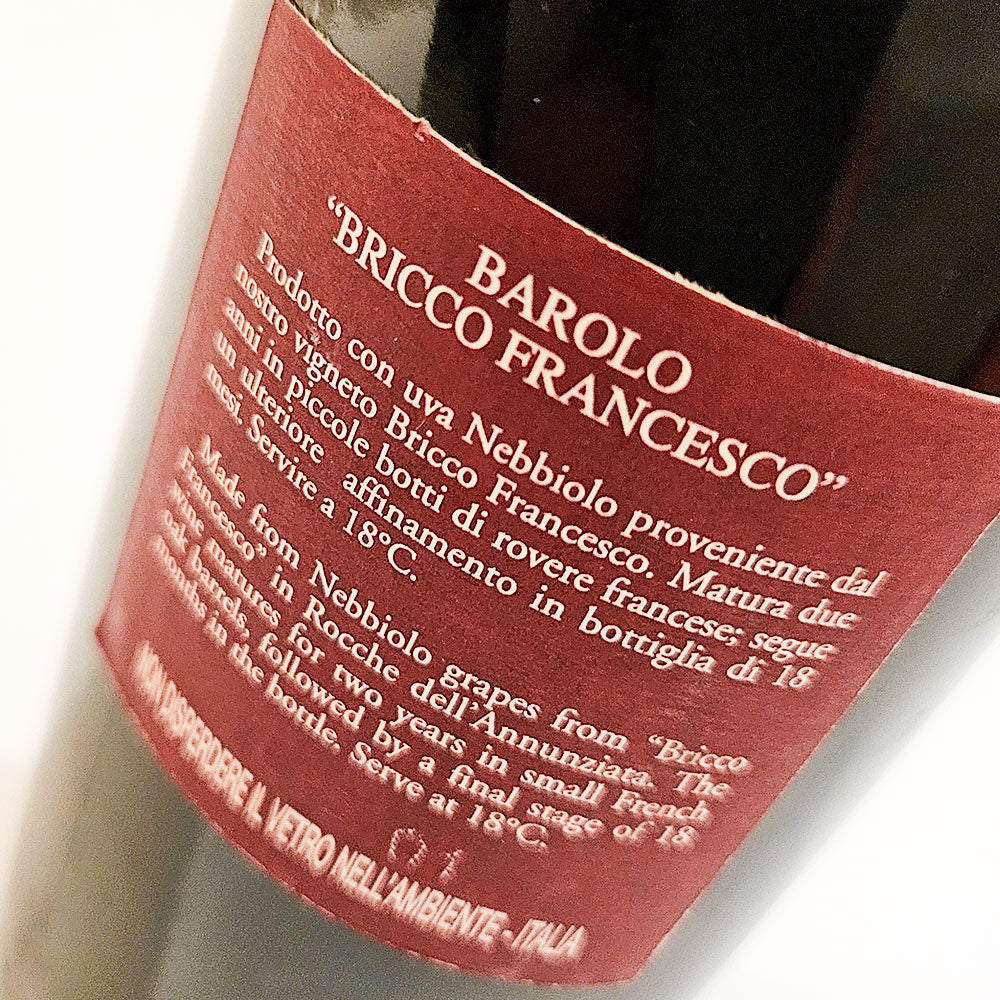 BAROLO
“BRICCO FRANCESCO”
Prodotto con uva Nebbiolo proveniente dal
nostro vigneto Bricco Francesco. Matura due
anni in piccole botti di rovere francese; segue
un ulteriore affinamento in bottiglia di 18
mesi. Servire a 18°C.
Made from Nebbiolo grapes from “Bricco
Francesco” in Rocche dell'Annunziata. The
wine matures for two years in small French
oak barrels, followed by a final stage of 18
months in the bottle. Serve at 18°C.
01
NON DISPERDERE IL VETRO NELL'AMBIENTE - ITALIA